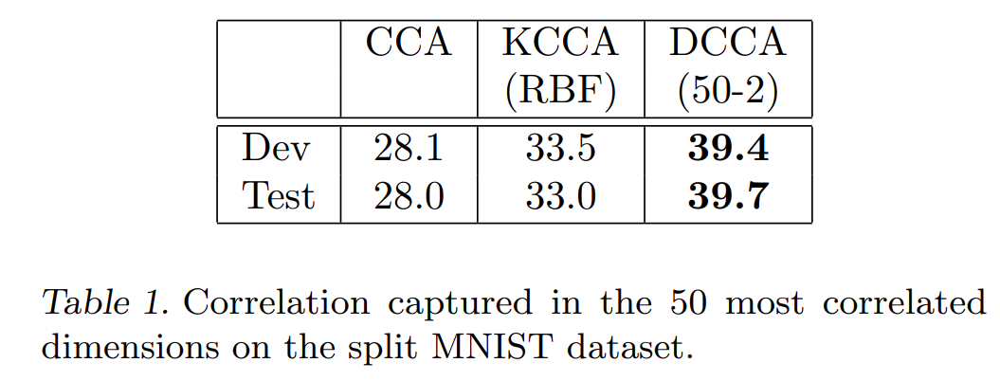 CCA KCCA DCCA
(RBF) (50-2)
Dev 28.1 33.5 39.4
Test 28.0 33.0 39.7
Table 1. Correlation captured in the 50 most correlated
dimensions on the split MNIST dataset.